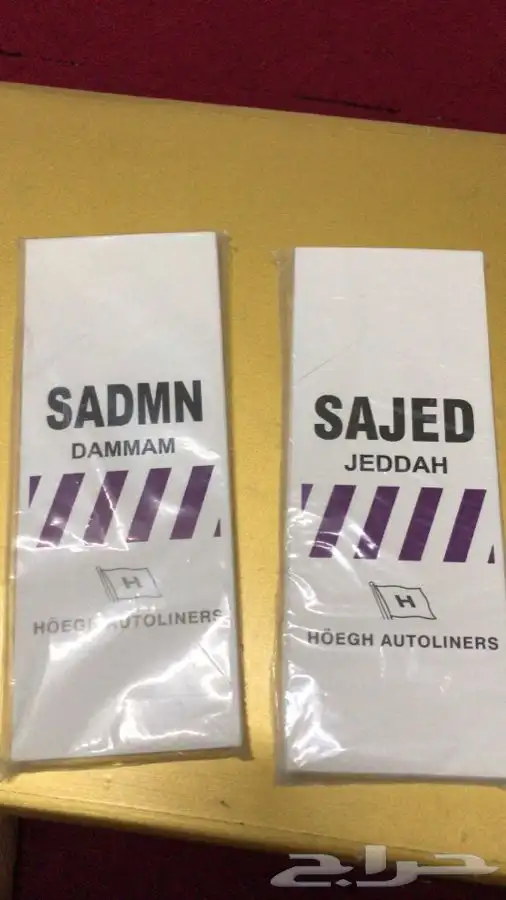 SADMN
DAMMAM
H
HÖEGH AUTOLINERS
SAJED
JEDDAH
H
HÖEGH AUTOLINERS
حراج